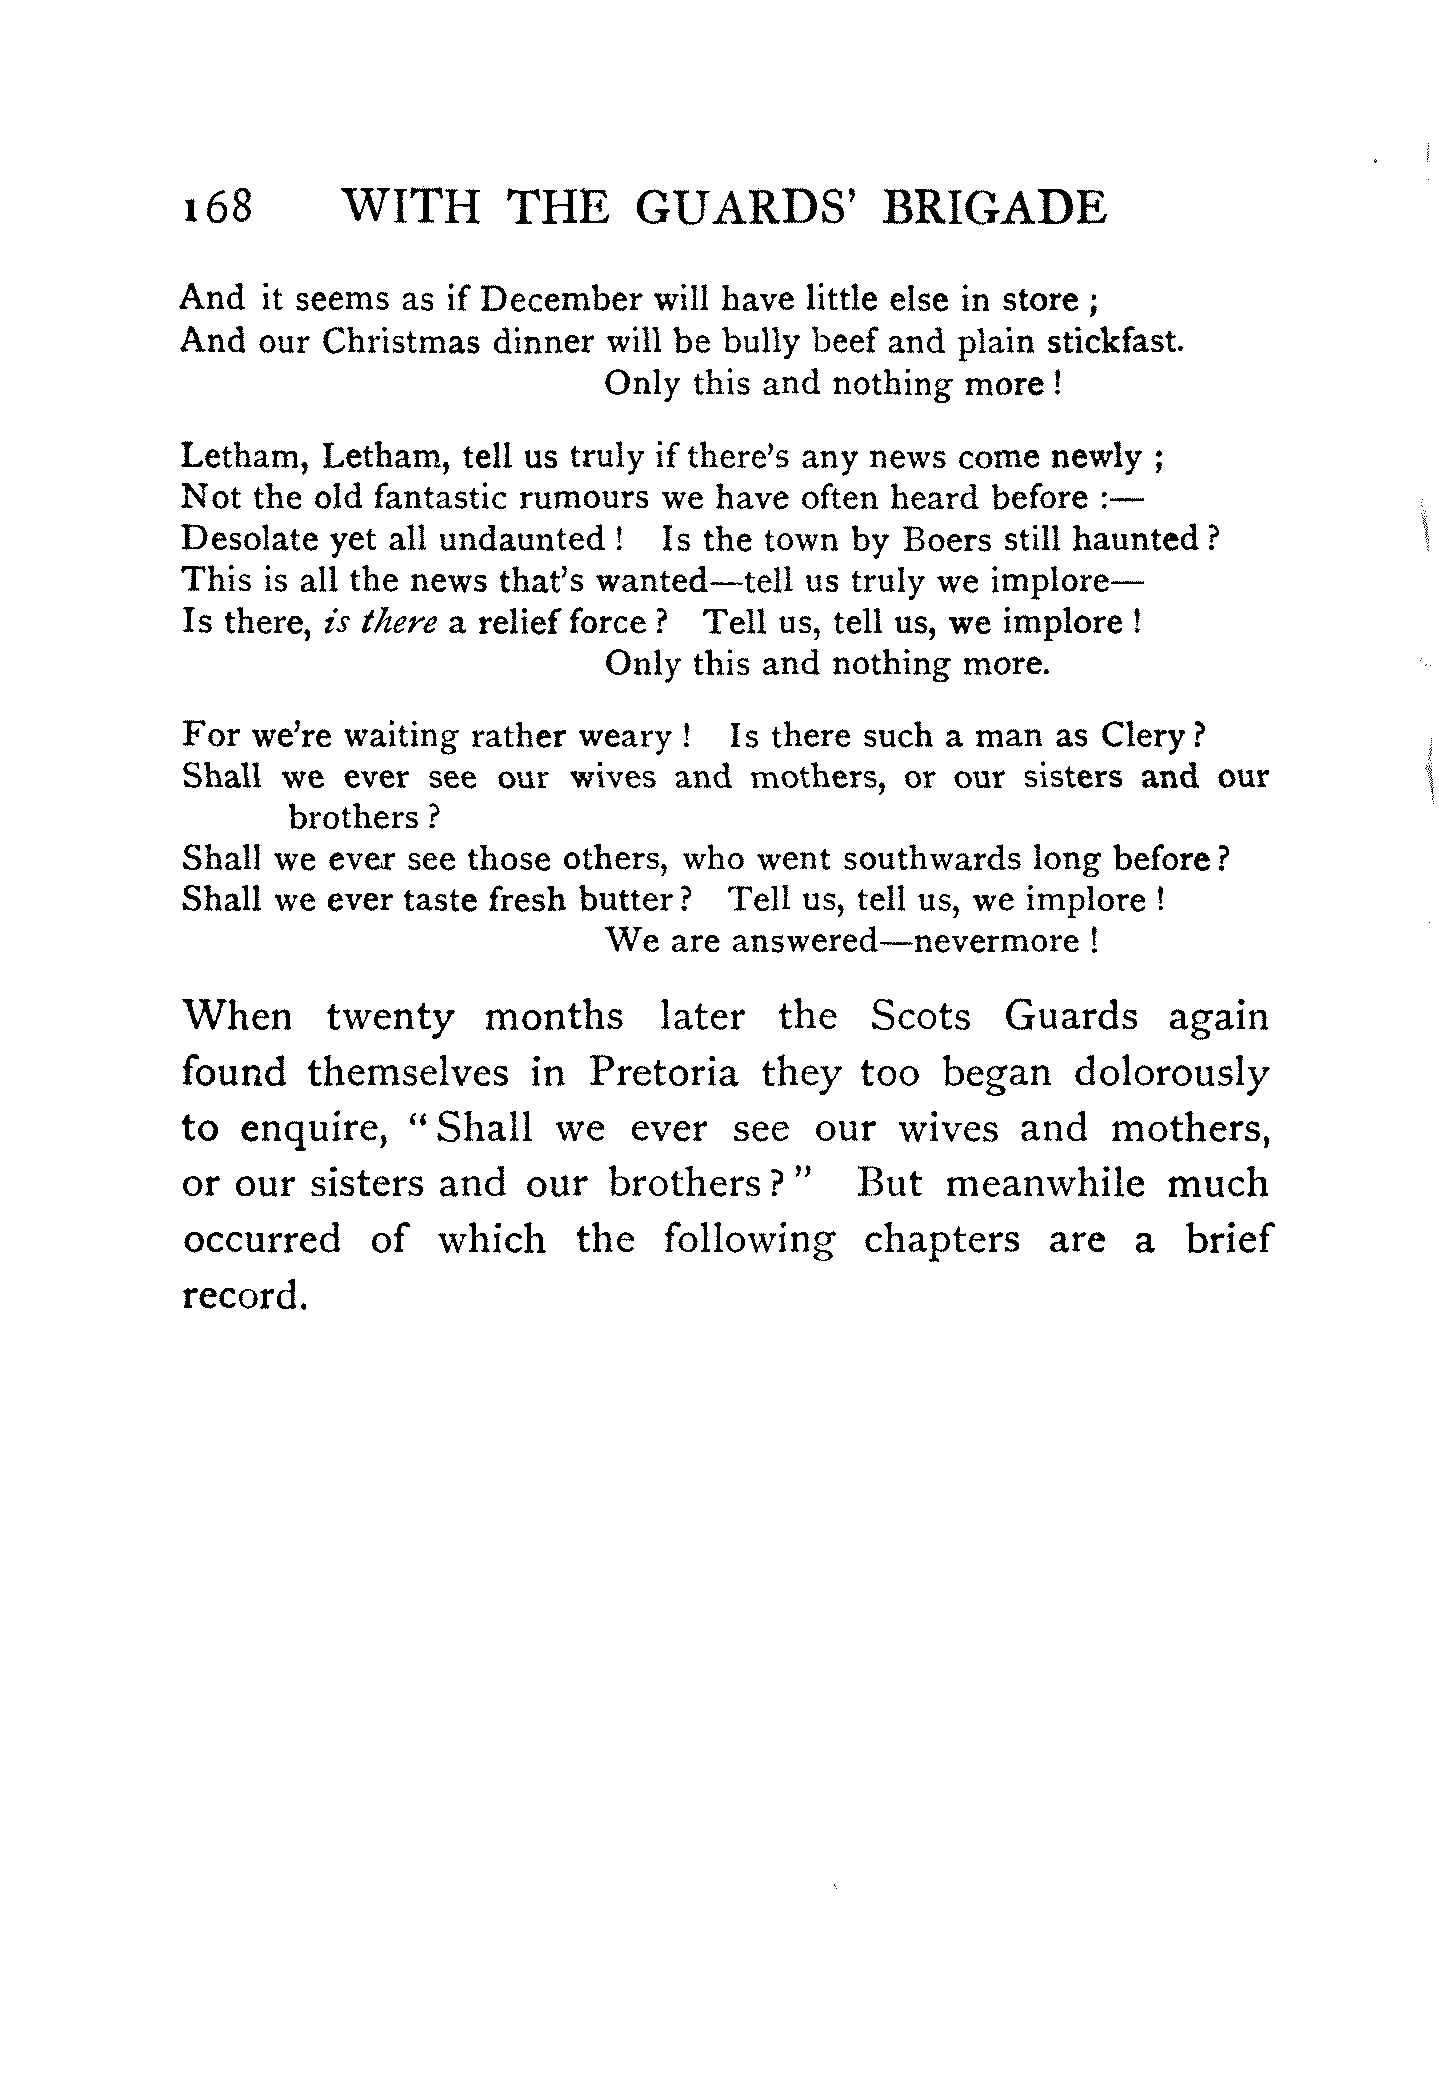 168 WITH THE GUARDS' BRIGADE
And it seems as if December will have little else in store ;
And our Christmas dinner will be bully beef and plain stickfast.
Only this and nothing more !
Letham, Letham, tell us truly if there's any news come newly ;
Not the old fantastic rumours we have often heard before :—
Desolate yet all undaunted ! Is the town by Boers still haunted ?
This is all the news that's wanted—tell us truly we implore—
Is there, is there a relief force ? Tell us, tell us, we implore !
Only this and nothing more.
For we're waiting rather weary ! Is there such a man as Clery ?
Shall we ever see our wives and mothers, or our sisters and our
brothers ?
Shall we ever see those others, who went southwards long before ?
Shall we ever taste fresh butter ? Tell us, tell us, we implore !
We are answered—nevermore !
When twenty months later the Scots Guards again
found themselves in Pretoria they too began dolorously
to enquire, " Shall we ever see our wives and mothers,
or our sisters and our brothers ? " But meanwhile much
occurred of which the following chapters are a brief
record.